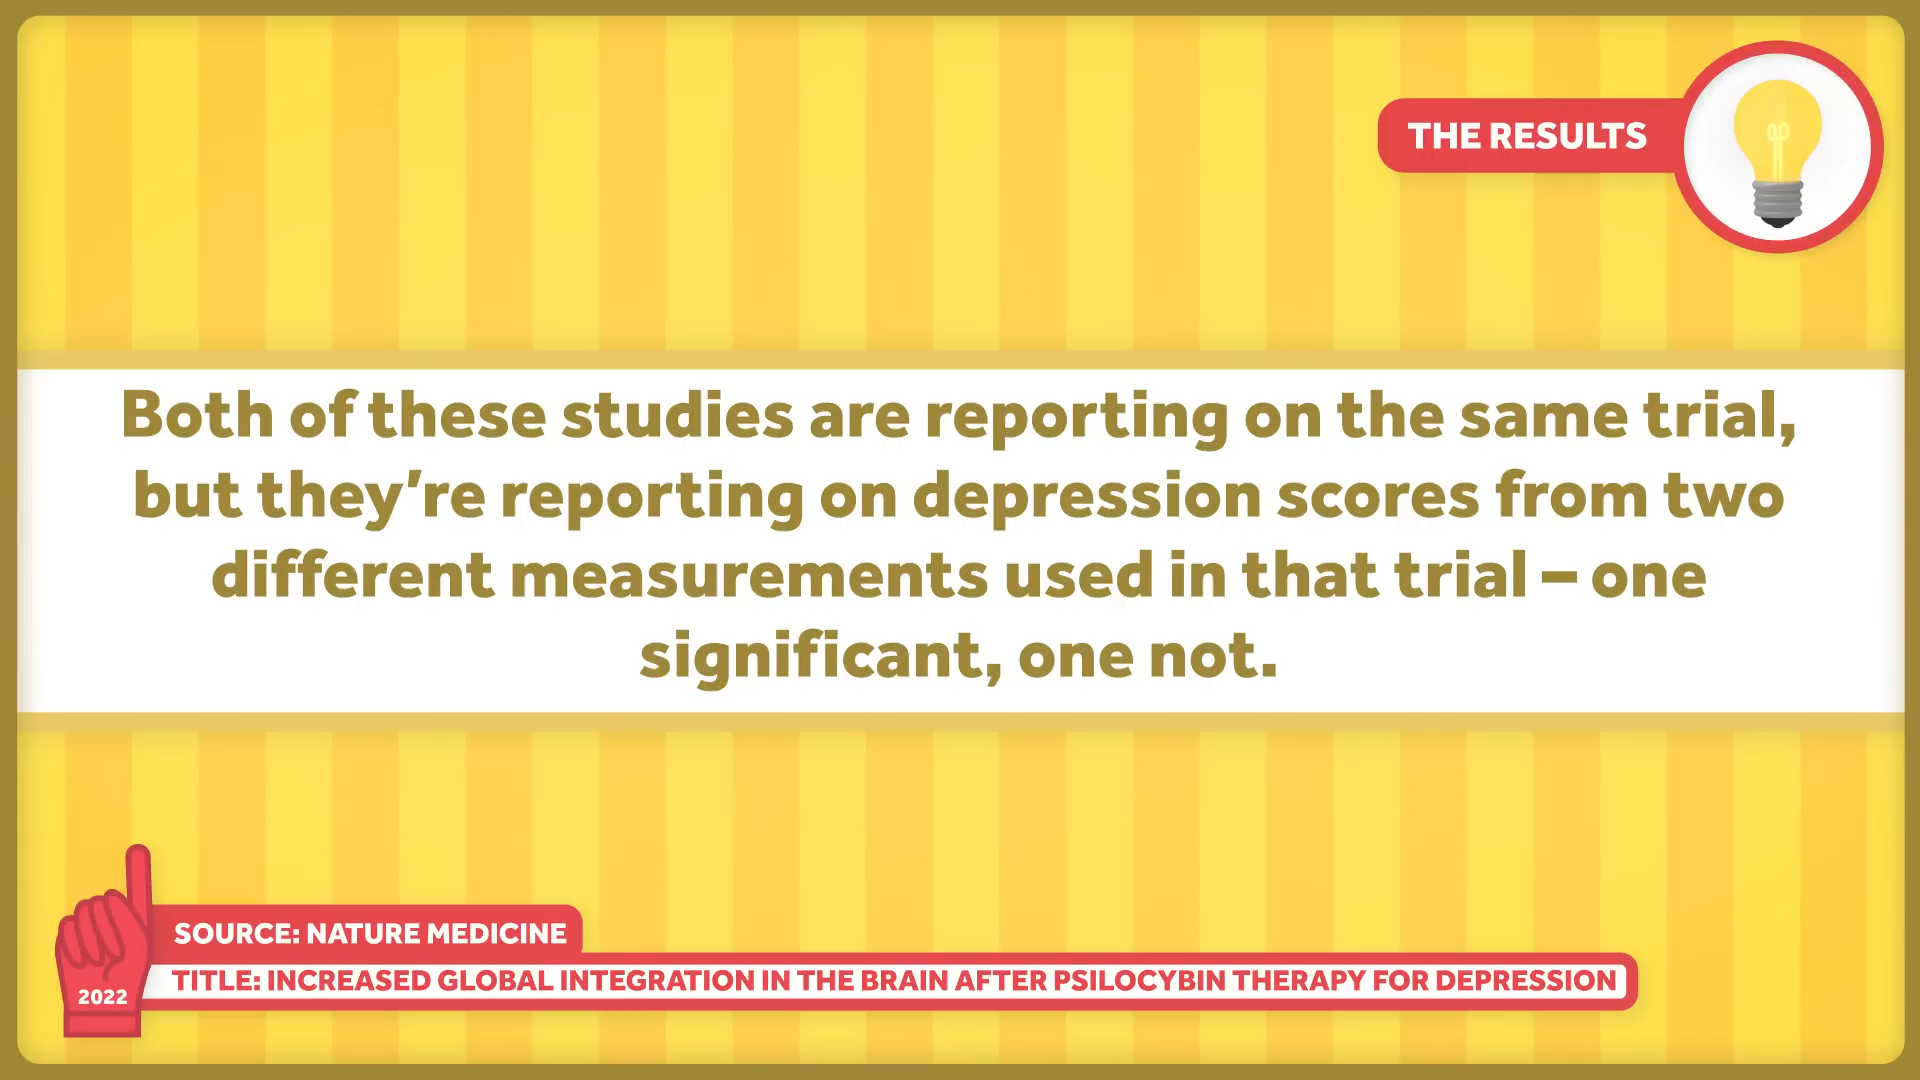 THE RESULTS
Both of these studies are reporting on the same trial,
but they’re reporting on depression scores from two
different measurements used in that trial – one
significant, one not.
SOURCE: NATURE MEDICINE
TITLE: INCREASED GLOBAL INTEGRATION IN THE BRAIN AFTER PSILOCYBIN THERAPY FOR DEPRESSION
2022